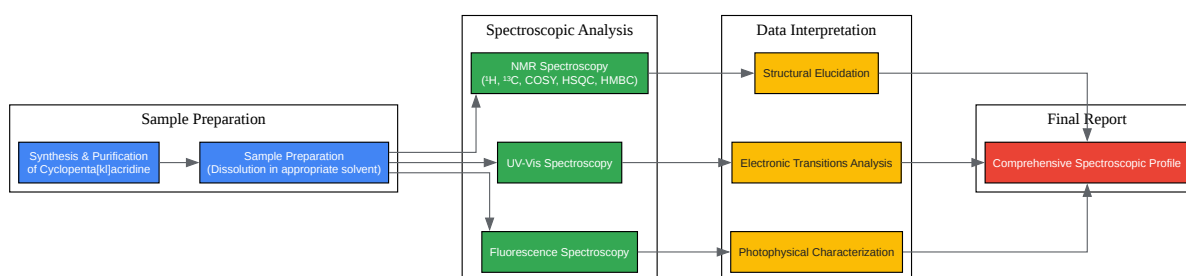 Spectroscopic Analysis
Data Interpretation
NMR Spectroscopy
(¹H, ¹³C, COSY, HSQC, HMBC)
Structural Elucidation
Sample Preparation
Final Report
Synthesis & Purification
of Cyclopenta[kl]acridine
Sample Preparation
(Dissolution in appropriate solvent)
UV-Vis Spectroscopy
Electronic Transitions Analysis
Comprehensive Spectroscopic Profile
Fluorescence Spectroscopy
Photophysical Characterization